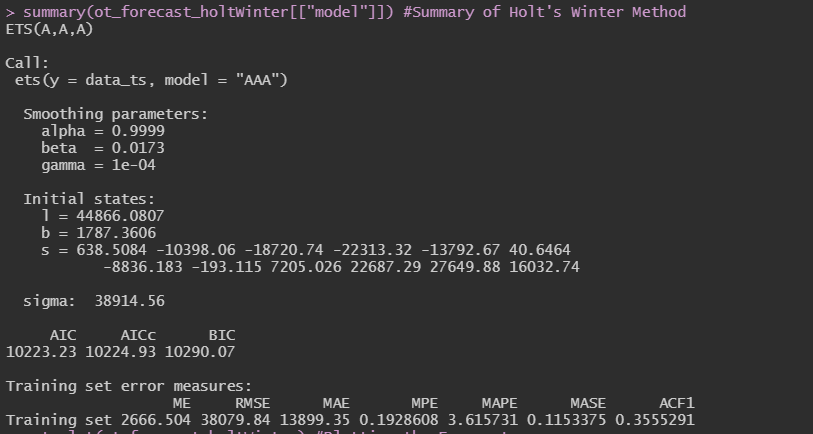 > summary(ot_forecast_holtWinter[["model"]]) #Summary of Holt's Winter Method
ETS(A,A,A)
Call:
ets(y = data_ts, model = "AAA")
Smoothing parameters:
alpha = 0.9999
beta  = 0.0173
gamma = 1e-04
Initial states:
l = 44866.0807
b = 1787.3606
s = 638.5084 -10398.06 -18720.74 -22313.32 -13792.67 40.6464
-8836.183 -193.115 7205.026 22687.29 27649.88 16032.74
sigma:  38914.56
AIC     AICc      BIC
10223.23 10224.93 10290.07
Training set error measures:
ME     RMSE      MAE       MPE     MAPE      MASE      ACF1
Training set 2666.504 38079.84 13899.35 0.1928608 3.615731 0.1153375 0.3555291